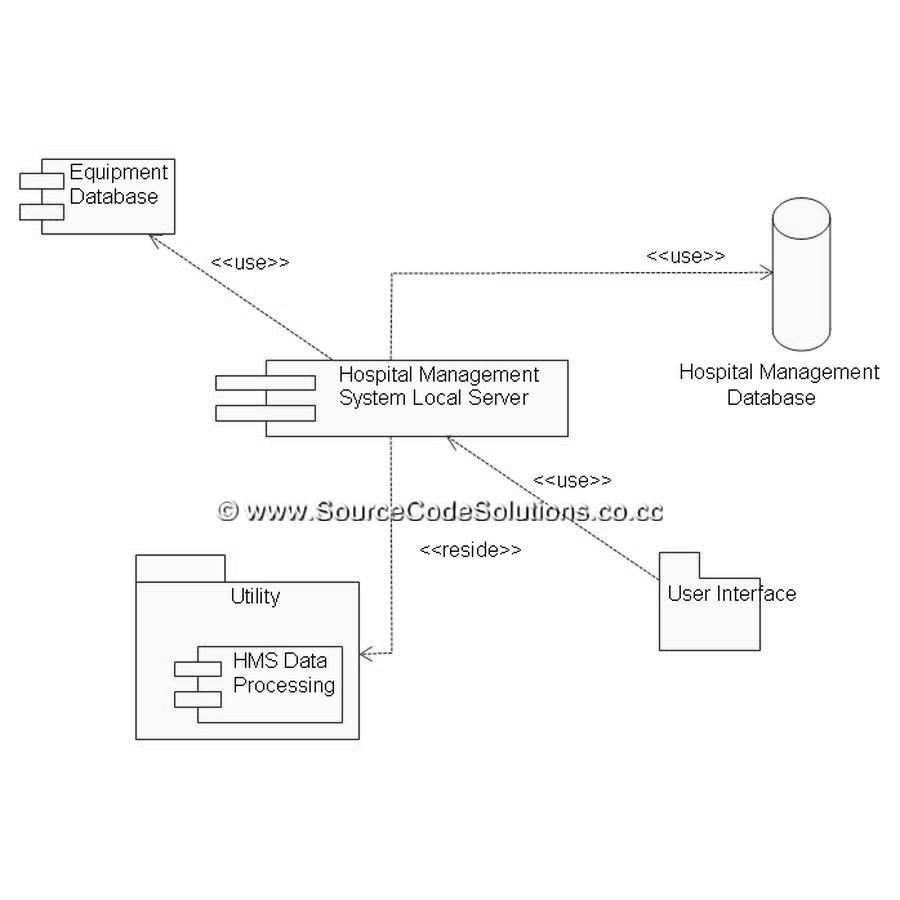 Equipment
Database
<<use>>
<<use>>
Hospital Management
Database
Hospital Management
System Local Server
<<use>>
© www.SourceCodeSolutions.co.cc
<<reside>>
Utility
User Interface
HMS Data
Processing